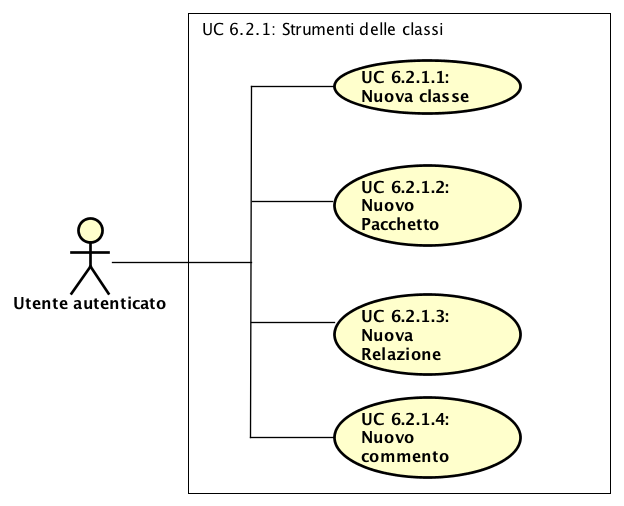 UC 6.2.1: Strumenti delle classi
UC 6.2.1.1:
Nuova classe
UC 6.2.1.2:
Nuovo
Pacchetto
Utente autenticato
UC 6.2.1.3:
Nuova
Relazione
UC 6.2.1.4:
Nuovo
commento